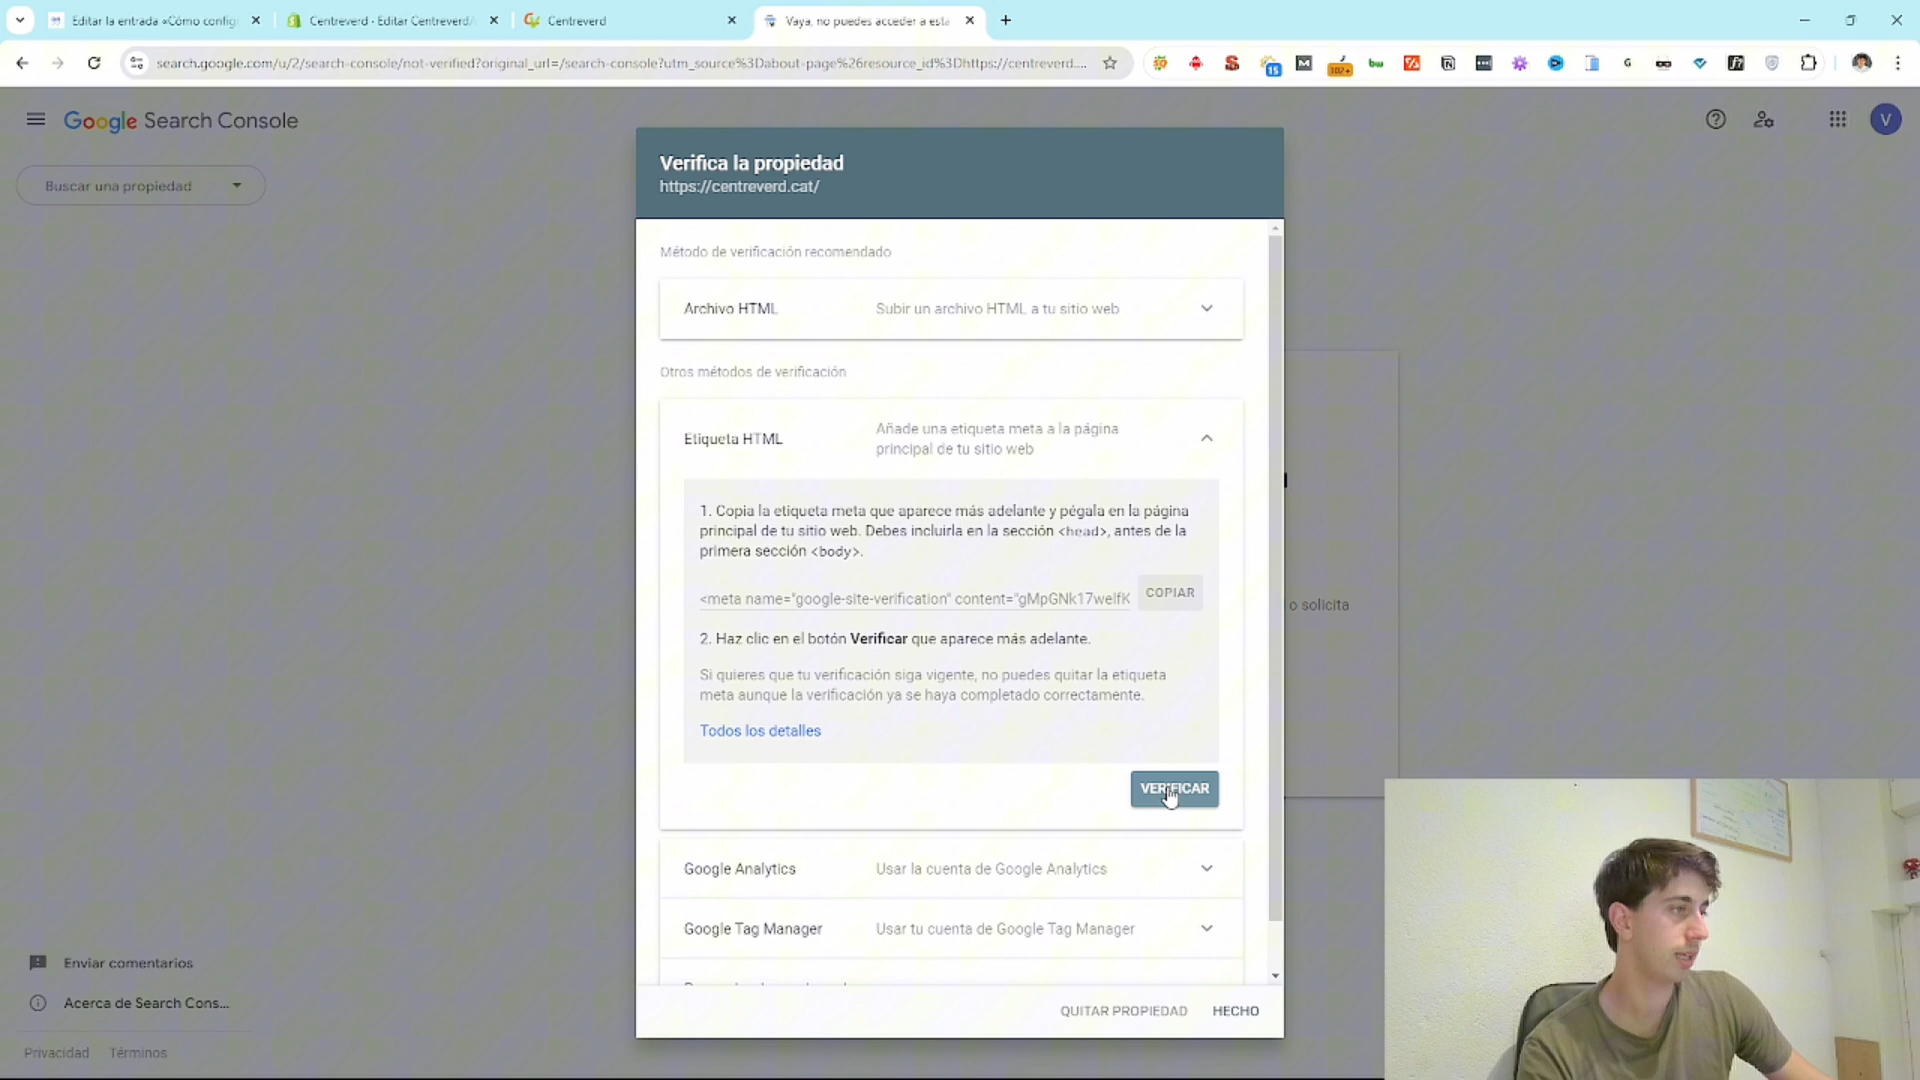 Editar la entrada «Cómo config
Centreverd · Editar Centreverd/
Centreverd
Vaya, no puedes acceder a esta
search.google.com/u/2/search-console/not-verified?original_url=/search-console?utm_source%3Dabout-page%26resource_id%3Dhttps://centreverd....
15
107+
bw
G
Google Search Console
V
Buscar una propiedad
Verifica la propiedad
https://centreverd.cat/
Método de verificación recomendado
Archivo HTML
Subir un archivo HTML a tu sitio web
Otros métodos de verificación
Etiqueta HTML
Añade una etiqueta meta a la página
principal de tu sitio web
1. Copia la etiqueta meta que aparece más adelante y pégala en la página
principal de tu sitio web. Debes incluirla en la sección <head>, antes de la
primera sección <body>.
<meta name="google-site-verification" content="gMpGNk17welfK
COPIAR
o solicita
2. Haz clic en el botón Verificar que aparece más adelante.
Si quieres que tu verificación siga vigente, no puedes quitar la etiqueta
meta aunque la verificación ya se haya completado correctamente.
Todos los detalles
VERIFICAR
Google Analytics
Usar la cuenta de Google Analytics
Google Tag Manager
Usar tu cuenta de Google Tag Manager
QUITAR PROPIEDAD
HECHO
Enviar comentarios
Acerca de Search Cons...
Privacidad
Términos